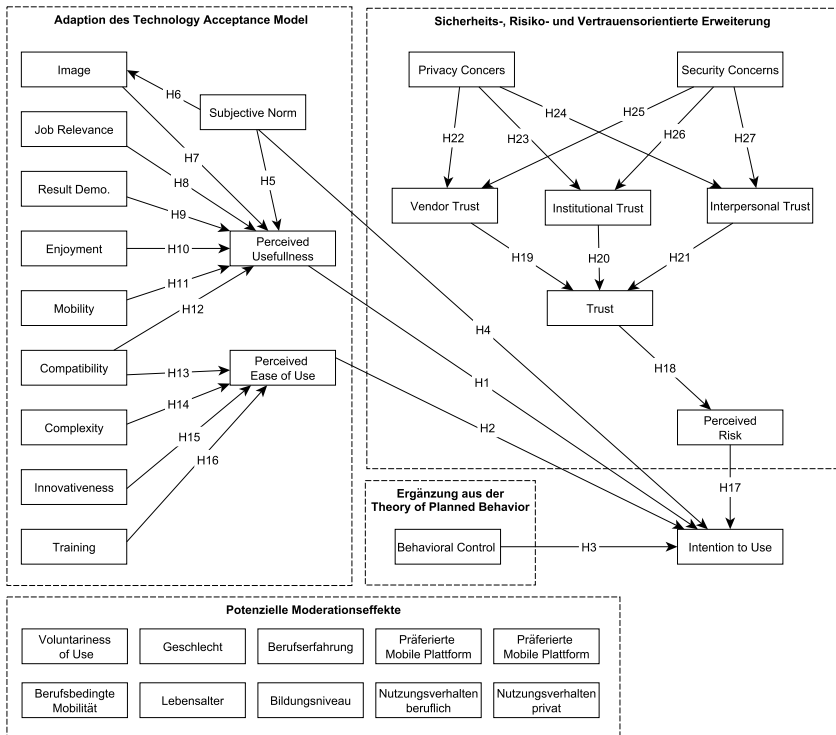 Adaption des Technology Acceptance Model
Image
H6
Subjective Norm
Job Relevance
H7
H8
H5
Result Demo.
H9
Enjoyment
H10
Perceived
Usefullness
Mobility
H11
H12
Compatibility
H13
Perceived
Ease of Use
H14
Complexity
H15
H16
Innovativeness
Training
Sicherheits-, Risiko- und Vertrauensorientierte Erweiterung
Privacy Concers
Security Concerns
H24
H25
H22
H23
H26
H27
Vendor Trust
Institutional Trust
Interpersonal Trust
H19
H20
H21
Trust
H4
H18
H1
H2
Perceived
Risk
H17
Ergänzung aus der
Theory of Planned Behavior
Behavioral Control
H3
Intention to Use
Potenzielle Moderationseffekte
Voluntariness
of Use
Geschlecht
Berufserfahrung
Präferierte
Mobile Plattform
Präferierte
Mobile Plattform
Berufsbedingte
Mobilität
Lebensalter
Bildungsniveau
Nutzungsverhalten
beruflich
Nutzungsverhalten
privat